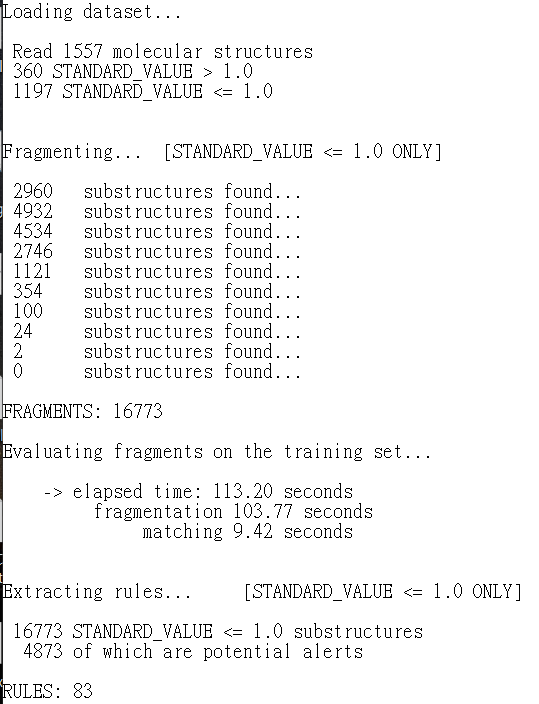 Loading dataset...
Read 1557 molecular structures
360 STANDARD_VALUE > 1.0
1197 STANDARD_VALUE <= 1.0
Fragmenting... [STANDARD_VALUE <= 1.0 ONLY]
2960 substructures found...
4932 substructures found...
4534 substructures found...
2746 substructures found...
1121 substructures found...
354 substructures found...
100 substructures found...
24 substructures found...
2 substructures found...
0 substructures found...
FRAGMENTS: 16773
Evaluating fragments on the training set...
-> elapsed time: 113.20 seconds
fragmentation 103.77 seconds
matching 9.42 seconds
Extracting rules... [STANDARD_VALUE <= 1.0 ONLY]
16773 STANDARD_VALUE <= 1.0 substructures
4873 of which are potential alerts
RULES: 83